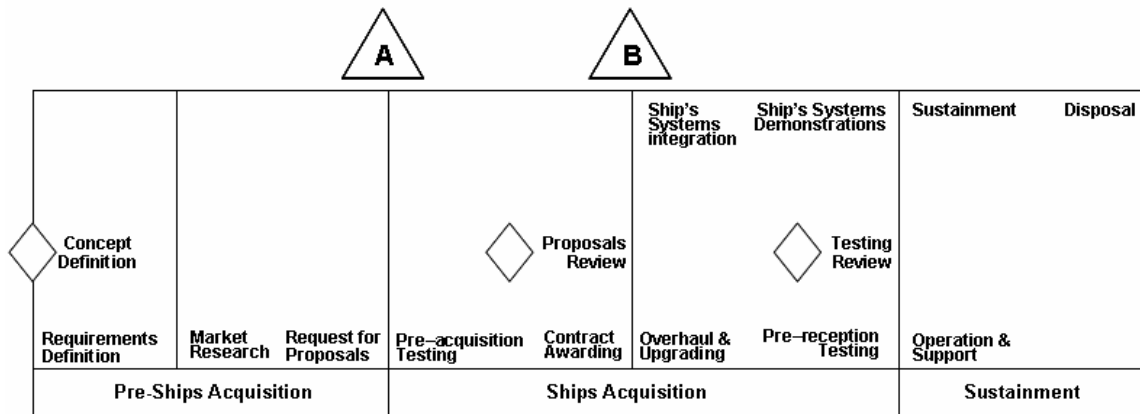 A
B
Ship's
Systems
integration
Ship's Systems
Demonstrations
Sustainment
Disposal
Concept
Definition
Proposals
Review
Testing
Review
Requirements
Definition
Market
Research
Request for
Proposals
Pre–acquisition
Testing
Contract
Awarding
Overhaul &
Upgrading
Pre–reception
Testing
Operation &
Support
Pre-Ships Acquisition
Ships Acquisition
Sustainment